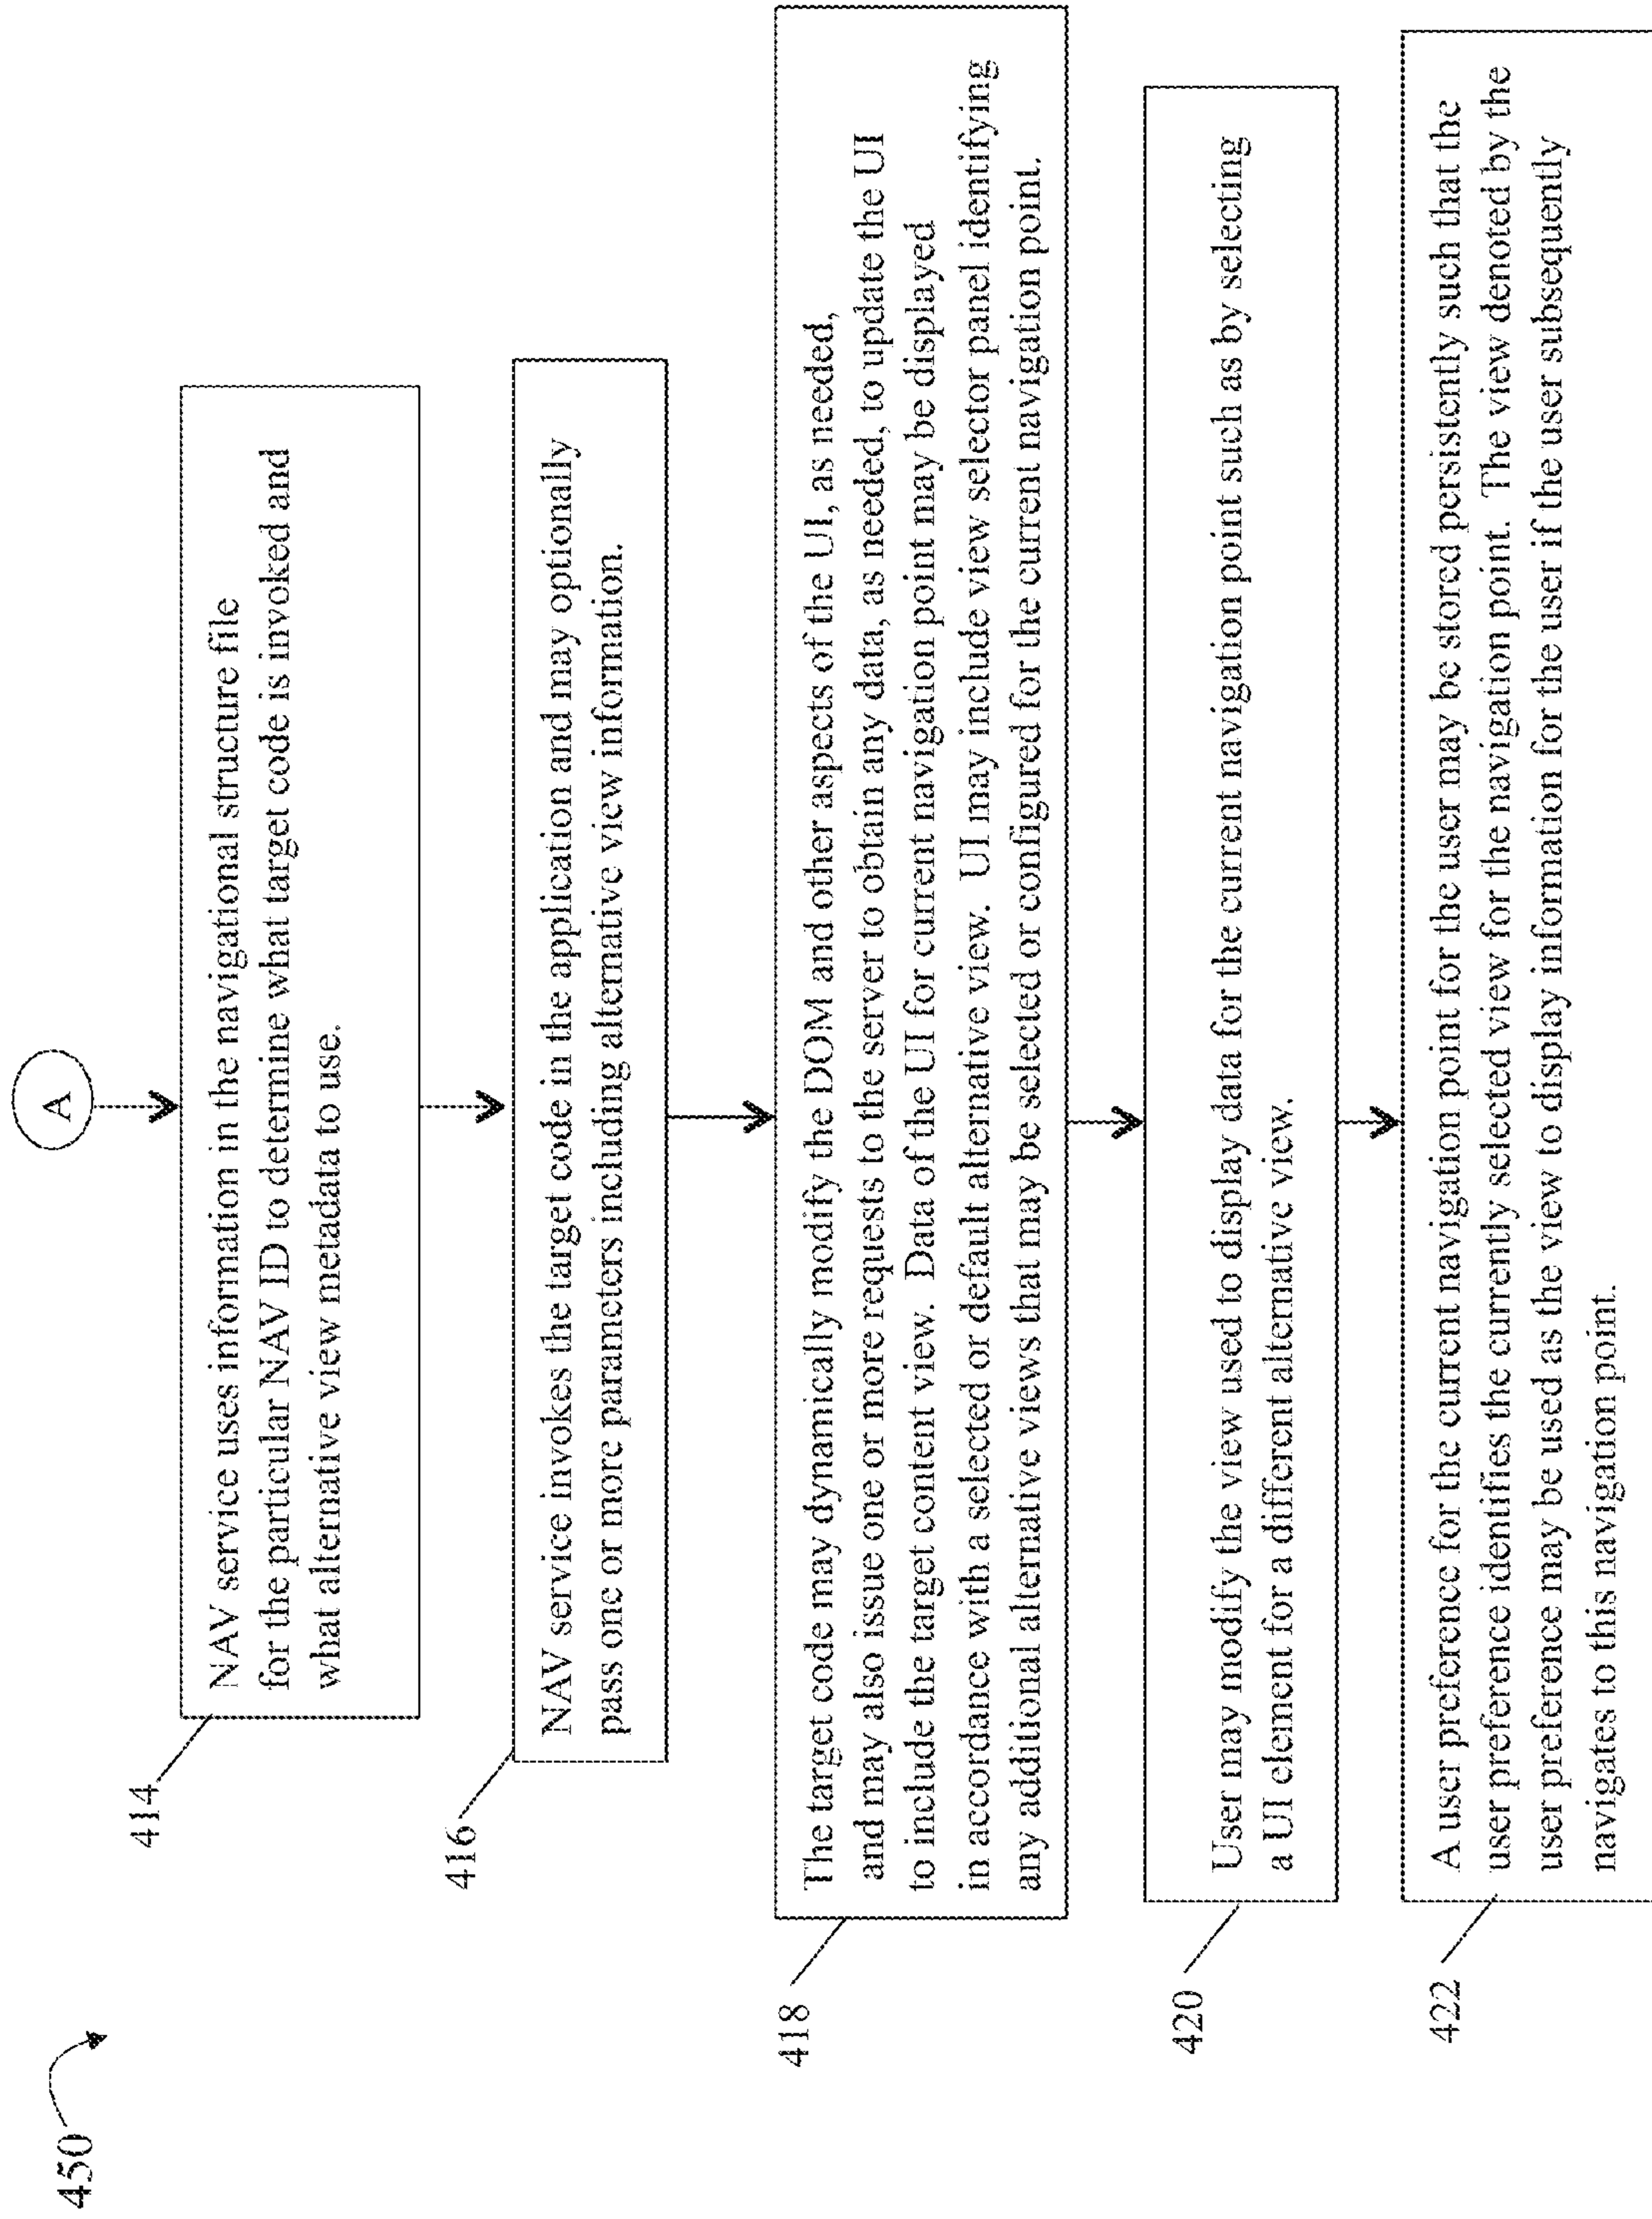 450
A
414
NAV service uses information in the navigational structure file
for the particular NAV ID to determine what target code is invoked and
what alternative view metadata to use.
416
NAV service invokes the target code in the application and may optionally
pass one or more parameters including alternative view information.
418
The target code may dynamically modify the DOM and other aspects of the UI, as needed,
and may also issue one or more requests to the server to obtain any data, as needed, to update the UI
to include the target content view. Data of the UI for current navigation point may be displayed
in accordance with a selected or default alternative view. UI may include view selector panel identifying
any additional alternative views that may be selected or configured for the current navigation point.
420
User may modify the view used to display data for the current navigation point such as by selecting
a UI element for a different alternative view.
422
A user preference for the current navigation point for the user may be stored persistently such that the
user preference identifies the currently selected view for the navigation point. The view denoted by the
user preference may be used as the view to display information for the user if the user subsequently
navigates to this navigation point.